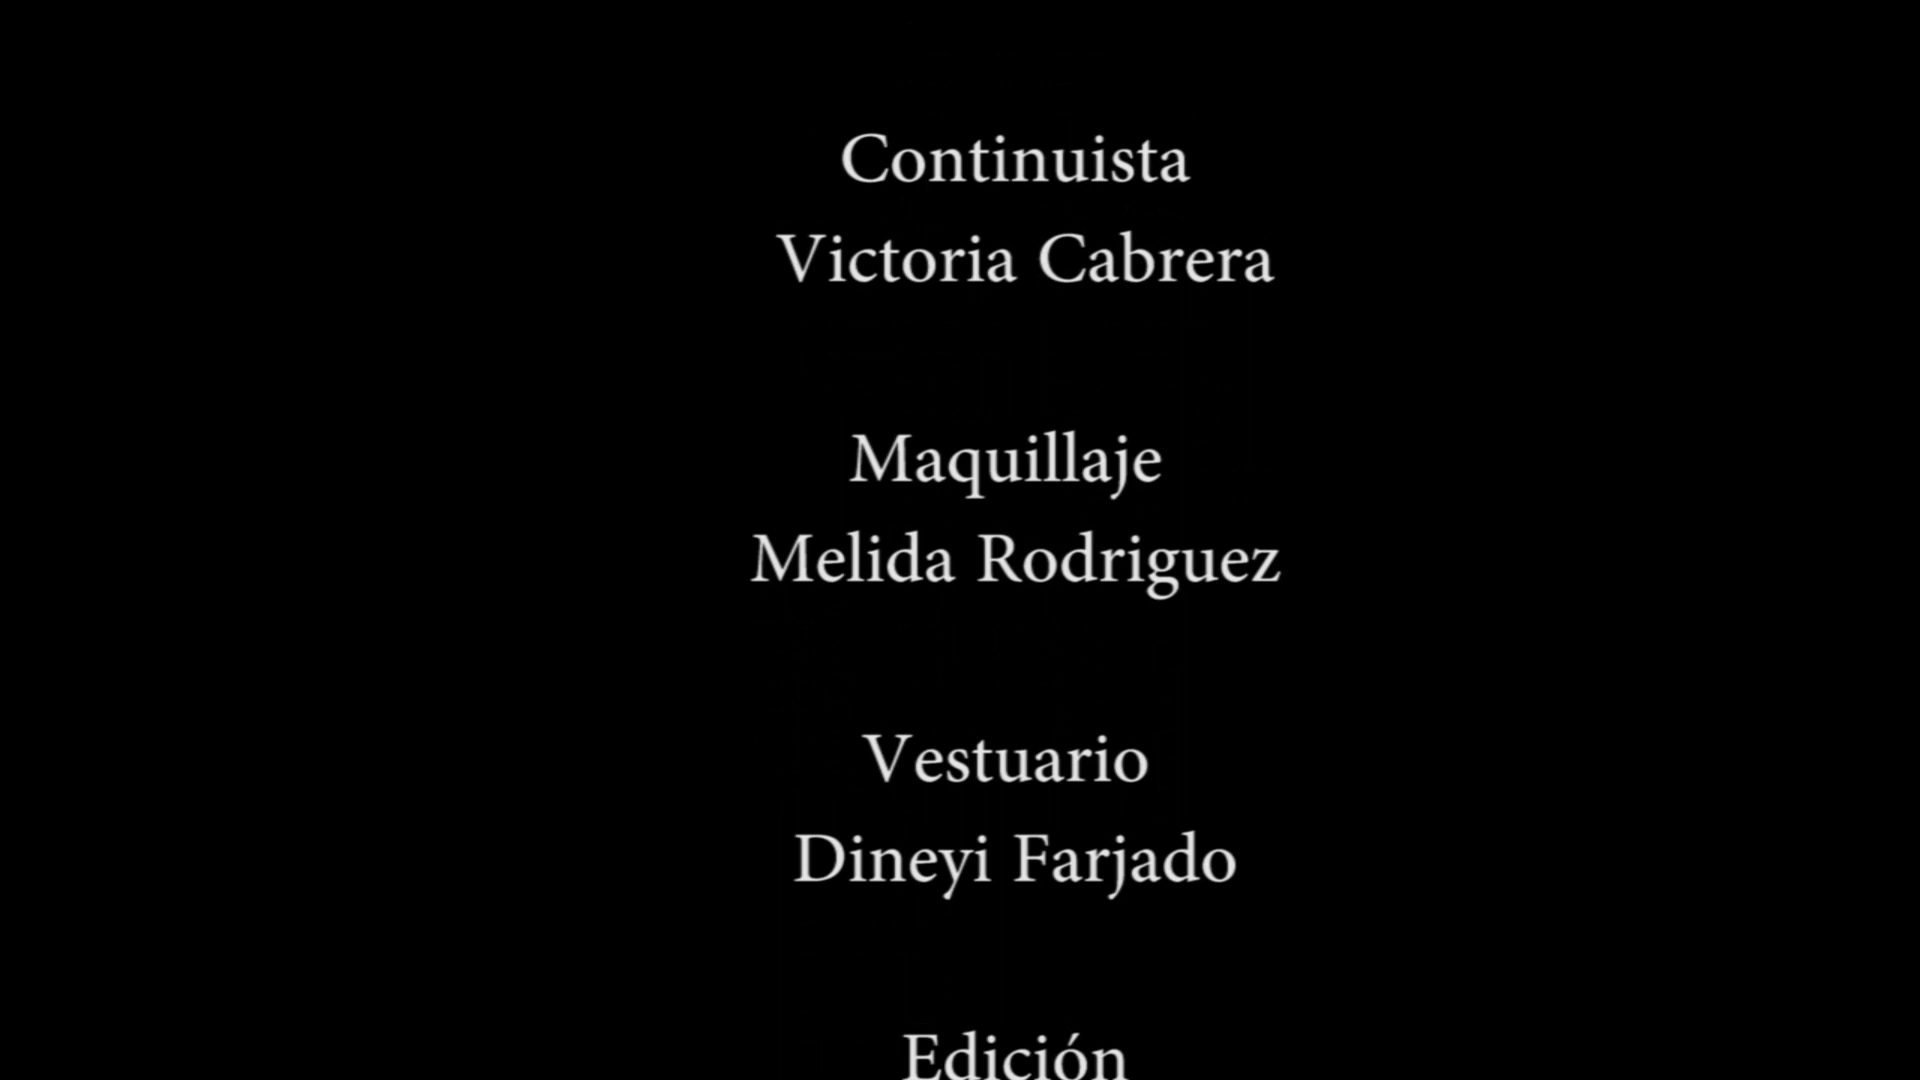 Continuista
Victoria Cabrera
Maquillaje
Melida Rodriguez
Vestuario
Dineyi Farjado
Edición